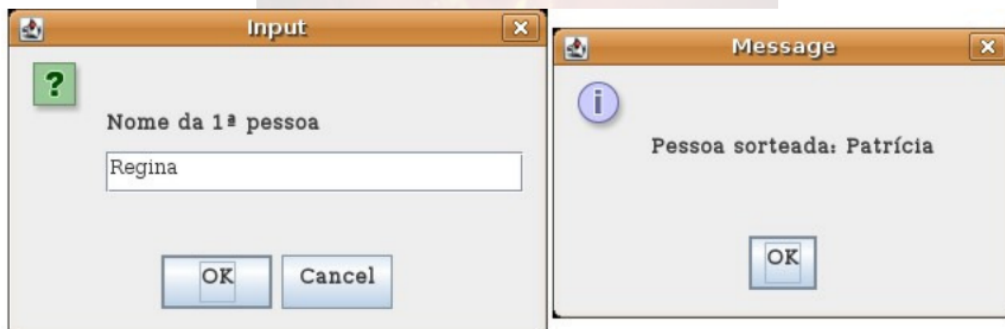 Input
?
Nome da 1ª pessoa
Regina
OK
Cancel
Message
i
Pessoa sorteada: Patrícia
OK